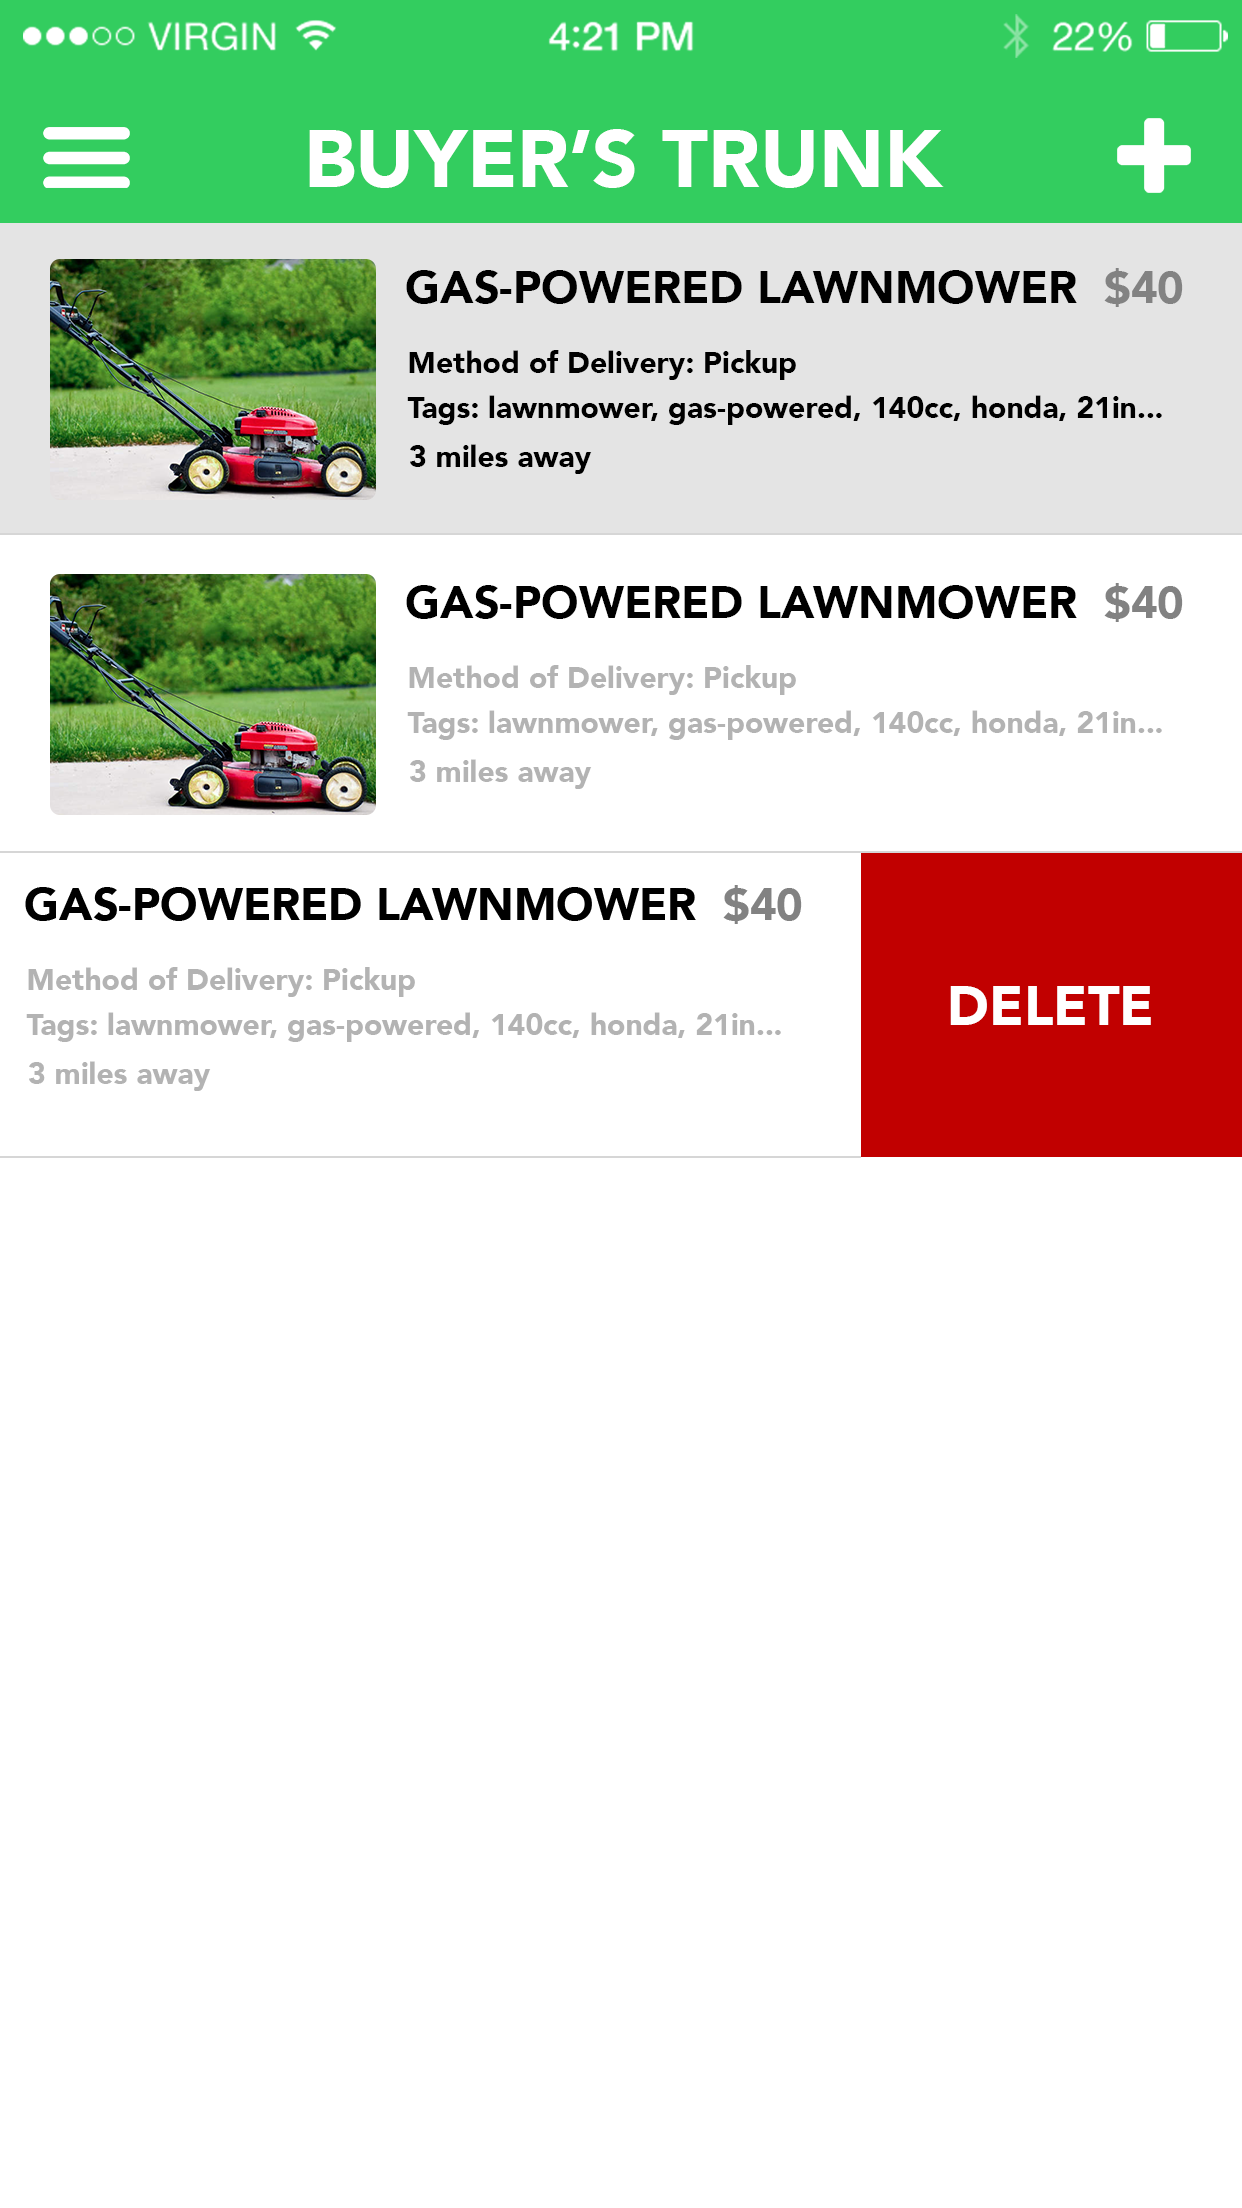 VIRGIN 4:21 PM 22%
BUYER’S TRUNK
GAS-POWERED LAWNMOWER $40
Method of Delivery: Pickup
Tags: lawnmower, gas-powered, 140cc, honda, 21in...
3 miles away
GAS-POWERED LAWNMOWER $40
Method of Delivery: Pickup
Tags: lawnmower, gas-powered, 140cc, honda, 21in...
3 miles away
GAS-POWERED LAWNMOWER $40
Method of Delivery: Pickup
Tags: lawnmower, gas-powered, 140cc, honda, 21in...
3 miles away
DELETE